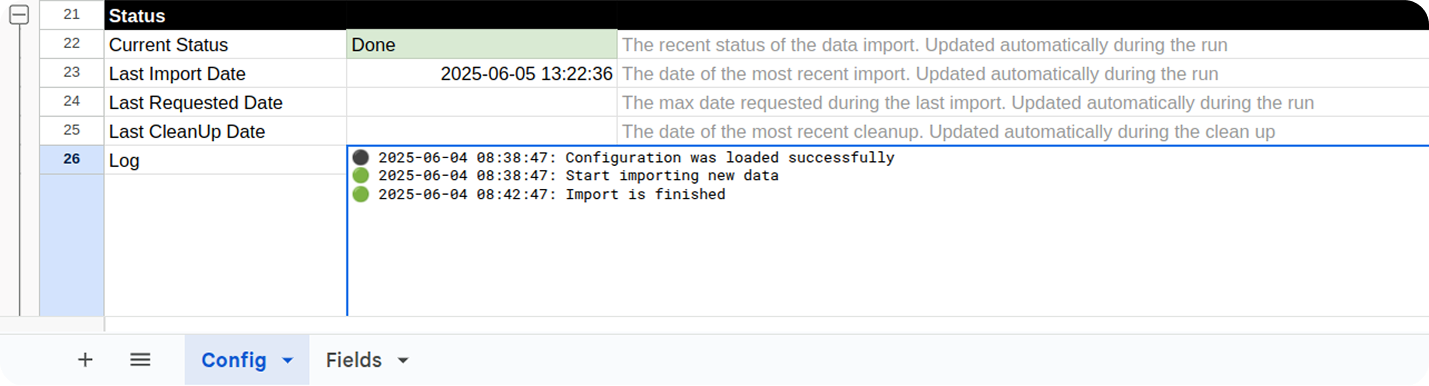 21 Status
22 Current Status Done The recent status of the data import. Updated automatically during the run
23 Last Import Date 2025-06-05 13:22:36 The date of the most recent import. Updated automatically during the run
24 Last Requested Date The max date requested during the last import. Updated automatically during the run
25 Last CleanUp Date The date of the most recent cleanup. Updated automatically during the clean up
26 Log 2025-06-04 08:38:47: Configuration was loaded successfully
2025-06-04 08:38:47: Start importing new data
2025-06-04 08:42:47: Import is finished
Config Fields